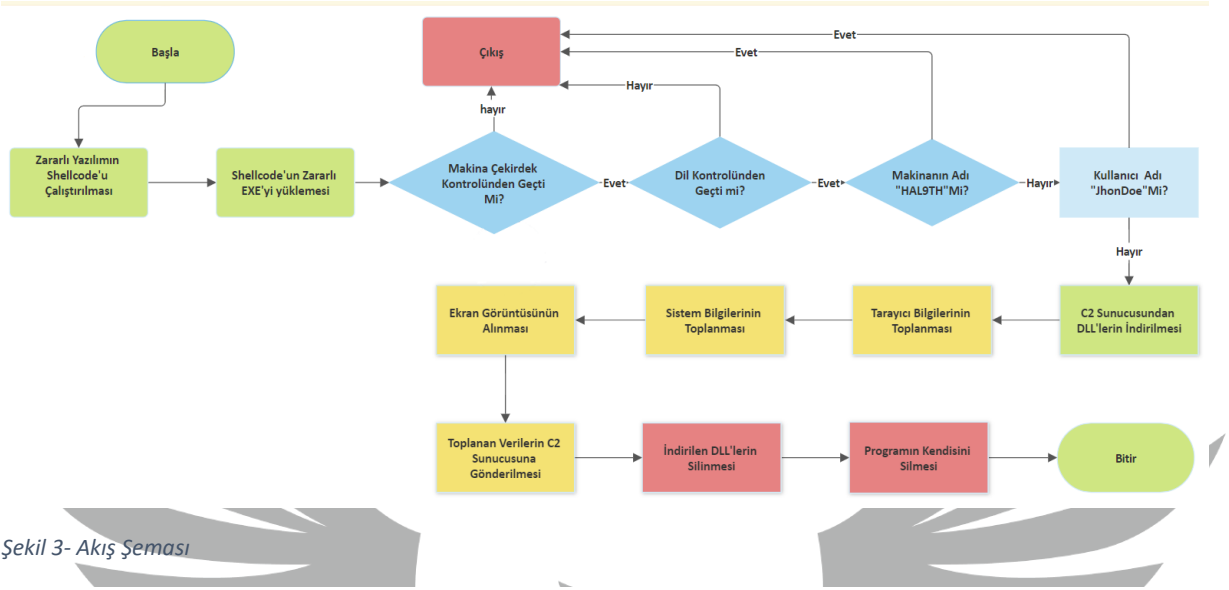 Başla
Çıkış
Evet
Evet
Hayır
hayır
Zararlı Yazılımın
Shellcode'u
Çalıştırılması
Shellcode'un Zararlı
EXE'yi yüklemesi
Makina Çekirdek
Kontrolünden Geçti
Mi?
Evet
Dil Kontrolünden
Geçti mi?
Evet
Makinanın Adı
"HAL9TH"Mi?
Hayır
Kullanıcı Adı
"JhonDoe"Mi?
Hayır
Ekran Görüntüsünün
Alınması
Sistem Bilgilerinin
Toplanması
Tarayıcı Bilgilerinin
Toplanması
C2 Sunucusundan
DLL'lerin İndirilmesi
Toplanan Verilerin C2
Sunucusuna
Gönderilmesi
İndirilen DLL'lerin
Silinmesi
Programın Kendisini
Silmesi
Bitir
Şekil 3- Akış Şeması